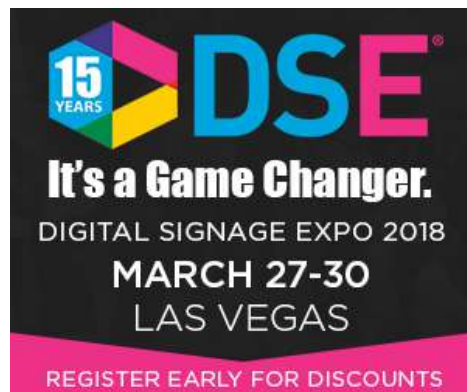 15
YEARS
DSE®
It's a Game Changer.
DIGITAL SIGNAGE EXPO 2018
MARCH 27-30
LAS VEGAS
REGISTER EARLY FOR DISCOUNTS